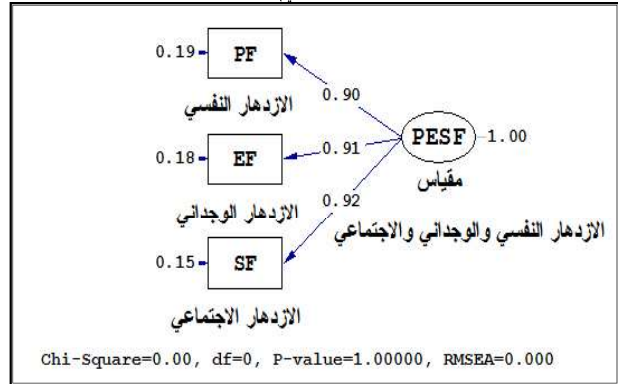 0.19
PF
0.90
الازدهار النفسي
0.18
EF
0.91
PESF
1.00
مقياس
الازدهار الوجداني
0.92
الازدهار النفسي والوجداني والاجتماعي
0.15
SF
الازدهار الاجتماعي
Chi-Square=0.00, df=0, P-value=1.00000, RMSEA=0.000